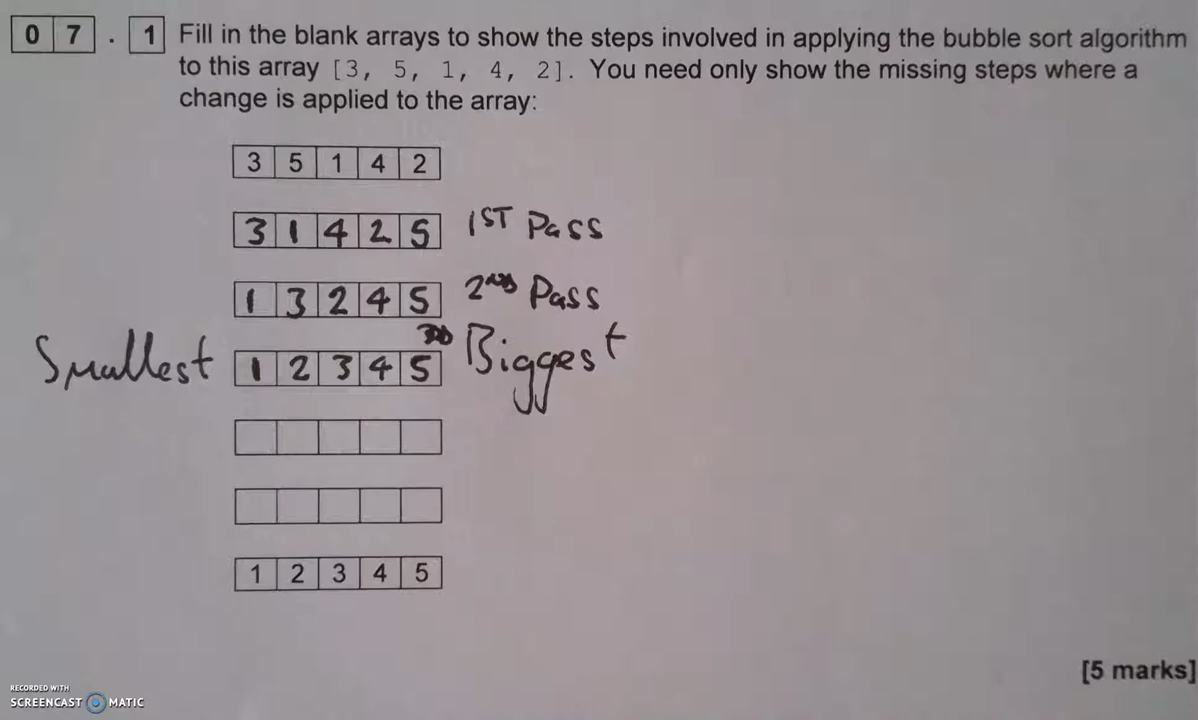 0 7 . 1 Fill in the blank arrays to show the steps involved in applying the bubble sort algorithm
to this array [3, 5, 1, 4, 2]. You need only show the missing steps where a
change is applied to the array:
3 5 1 4 2
3 1 4 2 5 1ST Pass
1 3 2 4 5 2ND Pass
Smallest 1 2 3 4 5 Biggest
1 2 3 4 5
[5 marks]
RECORDED WITH
SCREENCAST MATIC